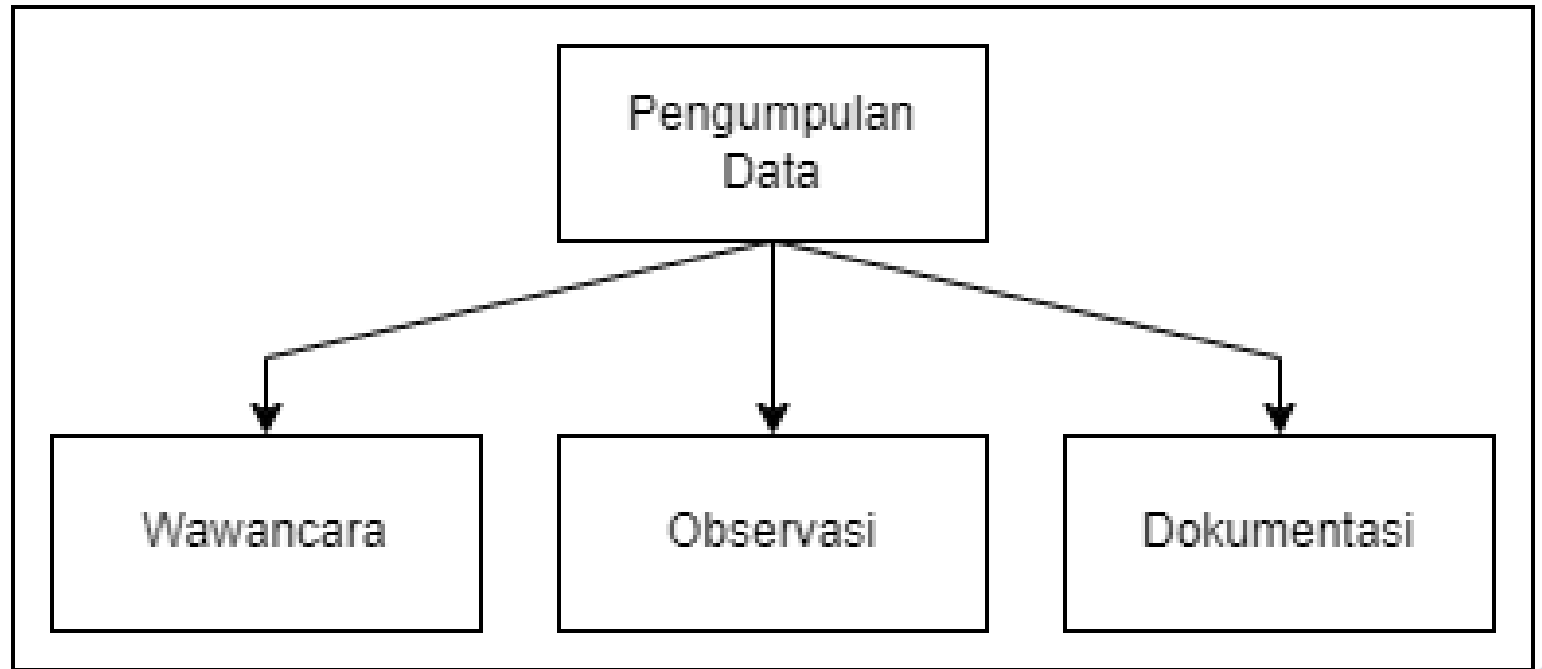 Pengumpulan
Data
Wawancara
Observasi
Dokumentasi